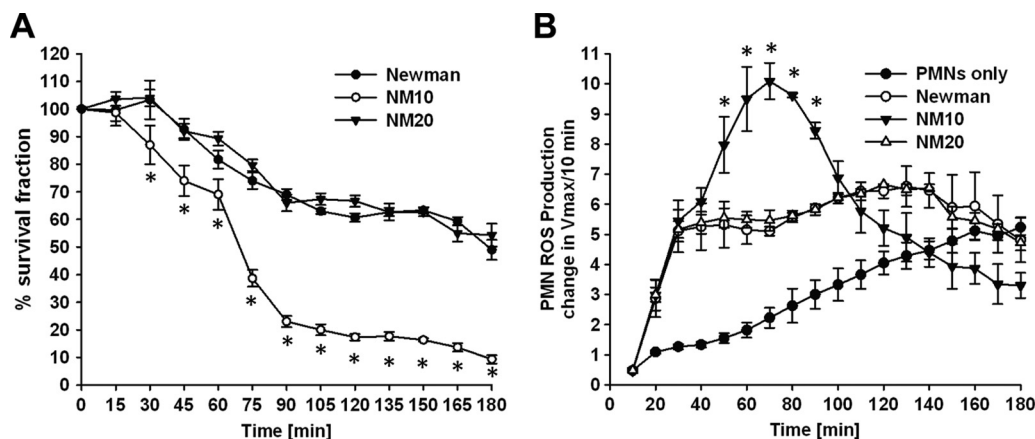 A
% survival fraction
120
110
100
90
80
70
60
50
40
30
20
10
0
0 15 30 45 60 75 90 105 120 135 150 165 180
Time [min]
Newman
NM10
NM20
* * * * * * * * * * *
B
PMN ROS Production
change in Vmax/10 min
11
10
9
8
7
6
5
4
3
2
1
0
20 40 60 80 100 120 140 160 180
Time [min]
PMNs only
Newman
NM10
NM20
* * * * *